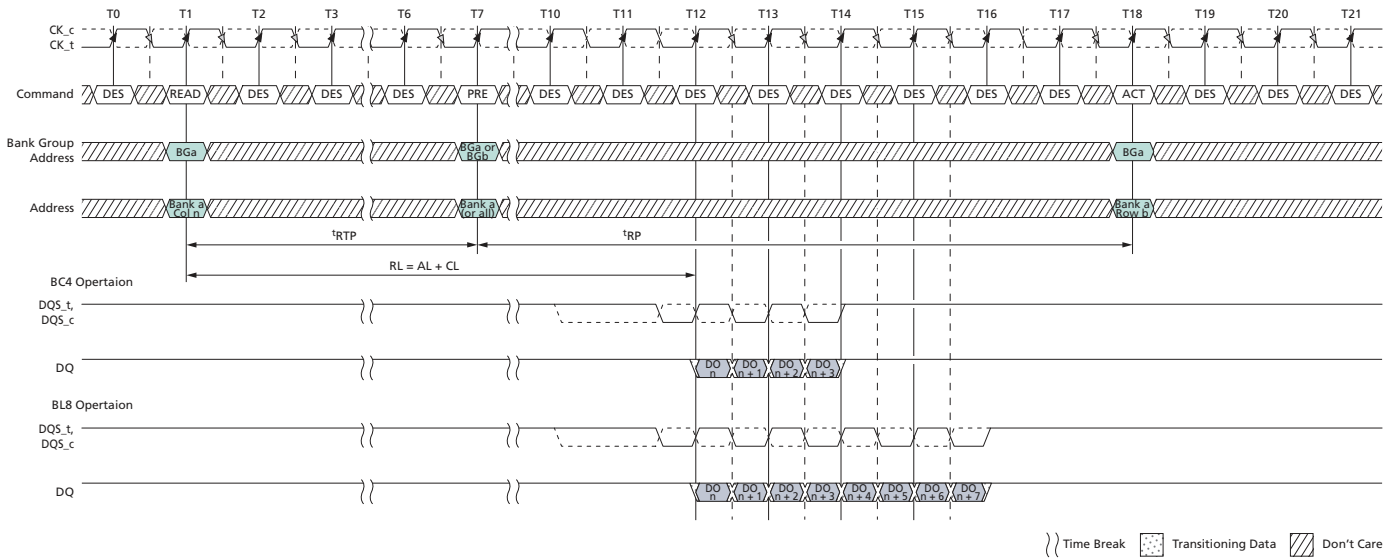 T0 T1 T2 T3 T6 T7 T10 T11 T12 T13 T14 T15 T16 T17 T18 T19 T20 T21
CK_c
CK_t
Command DES READ DES DES DES PRE DES DES DES DES DES DES DES DES ACT DES DES DES
Bank Group
Address
BGa
BGa or
BGb
BGa
Address
Bank a
Col n
Bank a
(or all)
Bank a
Row b
tRTP tRP
RL = AL + CL
BC4 Opertaion
DQS_t,
DQS_c
DQ
DO
n
DO
n + 1
DO
n + 2
DO
n + 3
BL8 Opertaion
DQS_t,
DQS_c
DQ
DO
n
DO
n + 1
DO
n + 2
DO
n + 3
DO
n + 4
DO
n + 5
DO
n + 6
DO
n + 7
Time Break Transitioning Data Don't Care